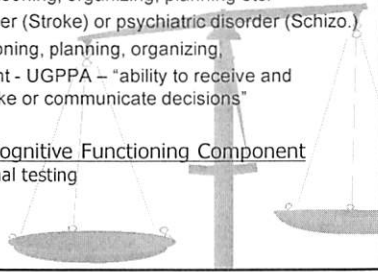 er (Stroke) or psychiatric disorder (Schizo.)
oning, planning, organizing,
nt - UGPPA – “ability to receive and
ke or communicate decisions”
ognitive Functioning Component
al testing